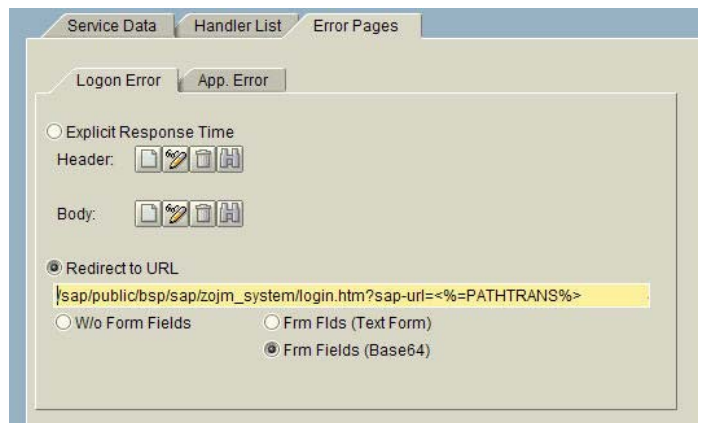 Service Data Handler List Error Pages
Logon Error App. Error
Explicit Response Time
Header:
Body:
Redirect to URL
/sap/public/bsp/sap/zojm_system/login.htm?sap-url=<%=PATHTRANS%>
W/o Form Fields Frm Flds (Text Form)
Frm Fields (Base64)